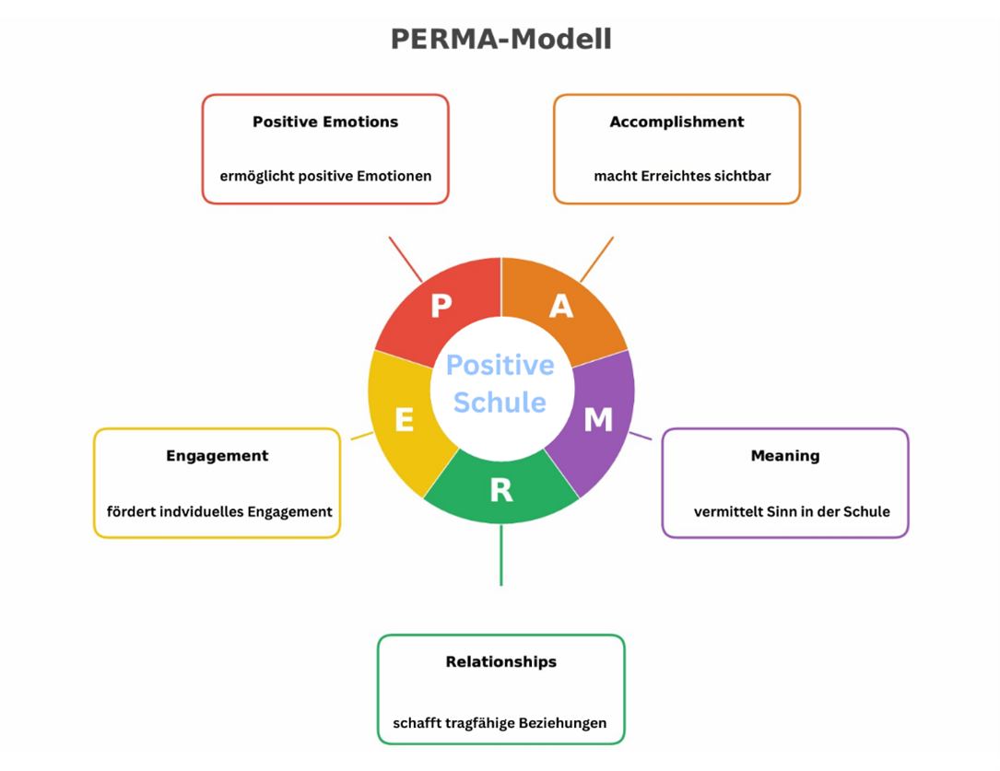 PERMA-Modell
Positive Emotions
ermöglicht positive Emotionen
Accomplishment
macht Erreichtes sichtbar
P
A
Positive
Schule
E
M
R
Engagement
fördert indviduelles Engagement
Meaning
vermittelt Sinn in der Schule
Relationships
schafft tragfähige Beziehungen